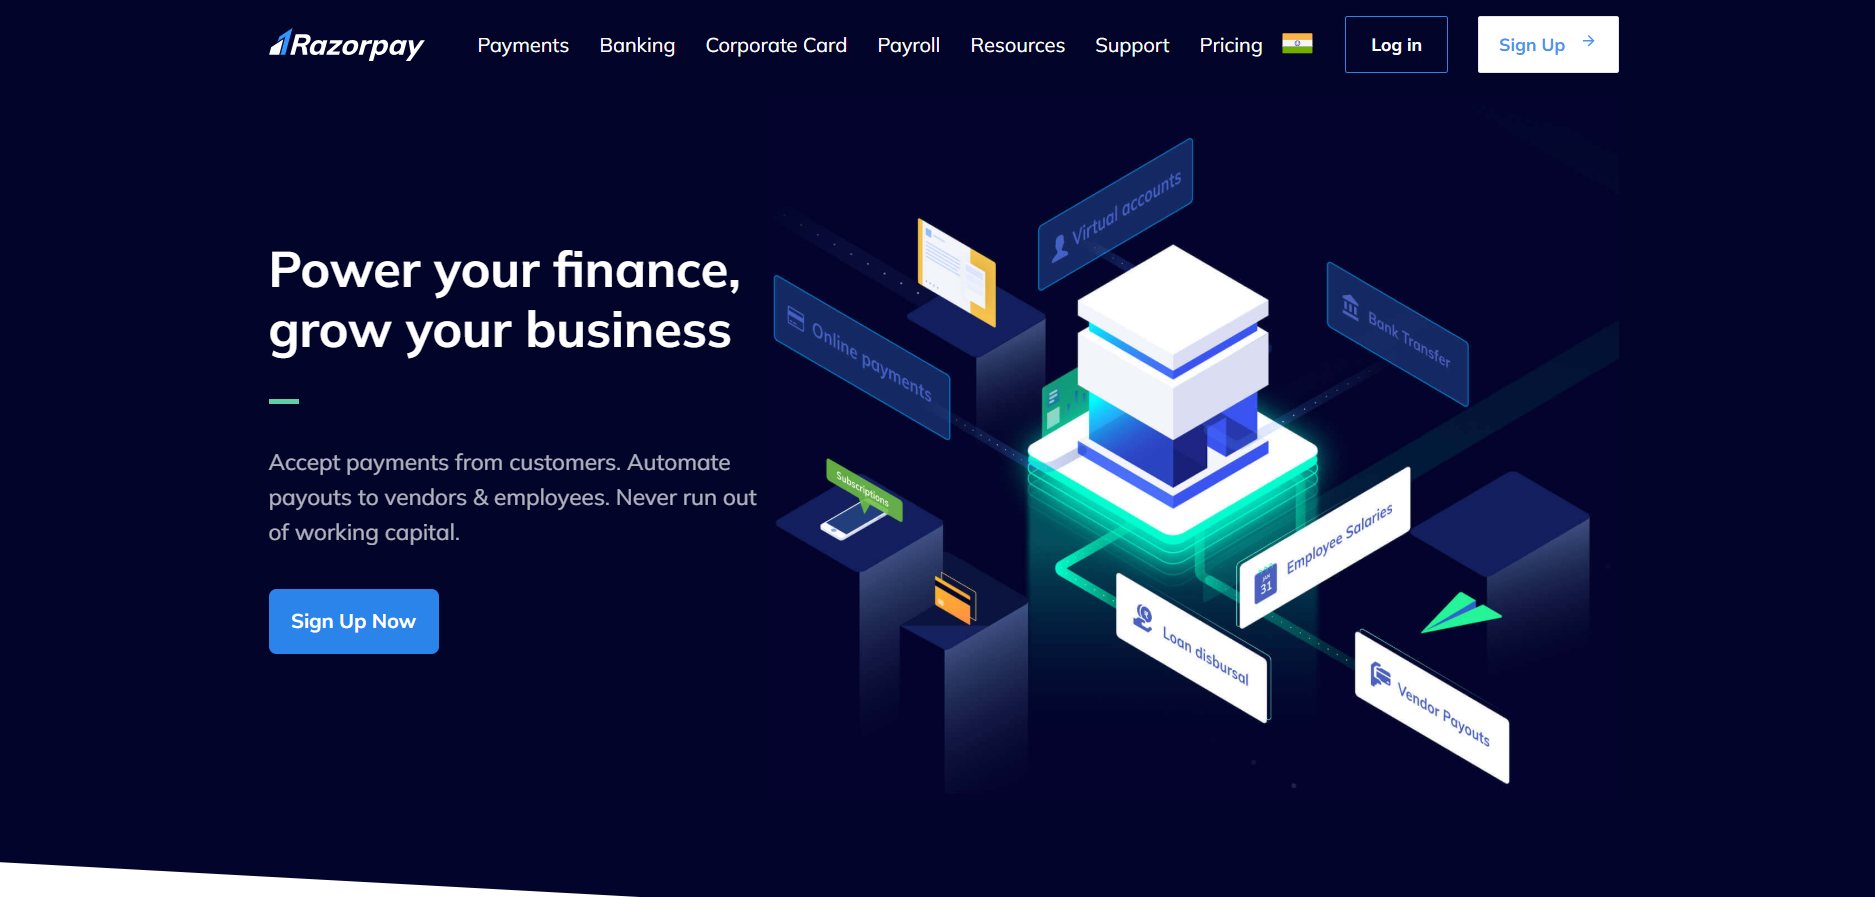 Razorpay
Payments
Banking
Corporate Card
Payroll
Resources
Support
Pricing
Log in
Sign Up
Power your finance,
grow your business
Accept payments from customers. Automate
payouts to vendors & employees. Never run out
of working capital.
Sign Up Now
Virtual accounts
Bank Transfer
Online payments
Subscriptions
Employee Salaries
JAN
31
Loan disbursal
Vendor Payouts